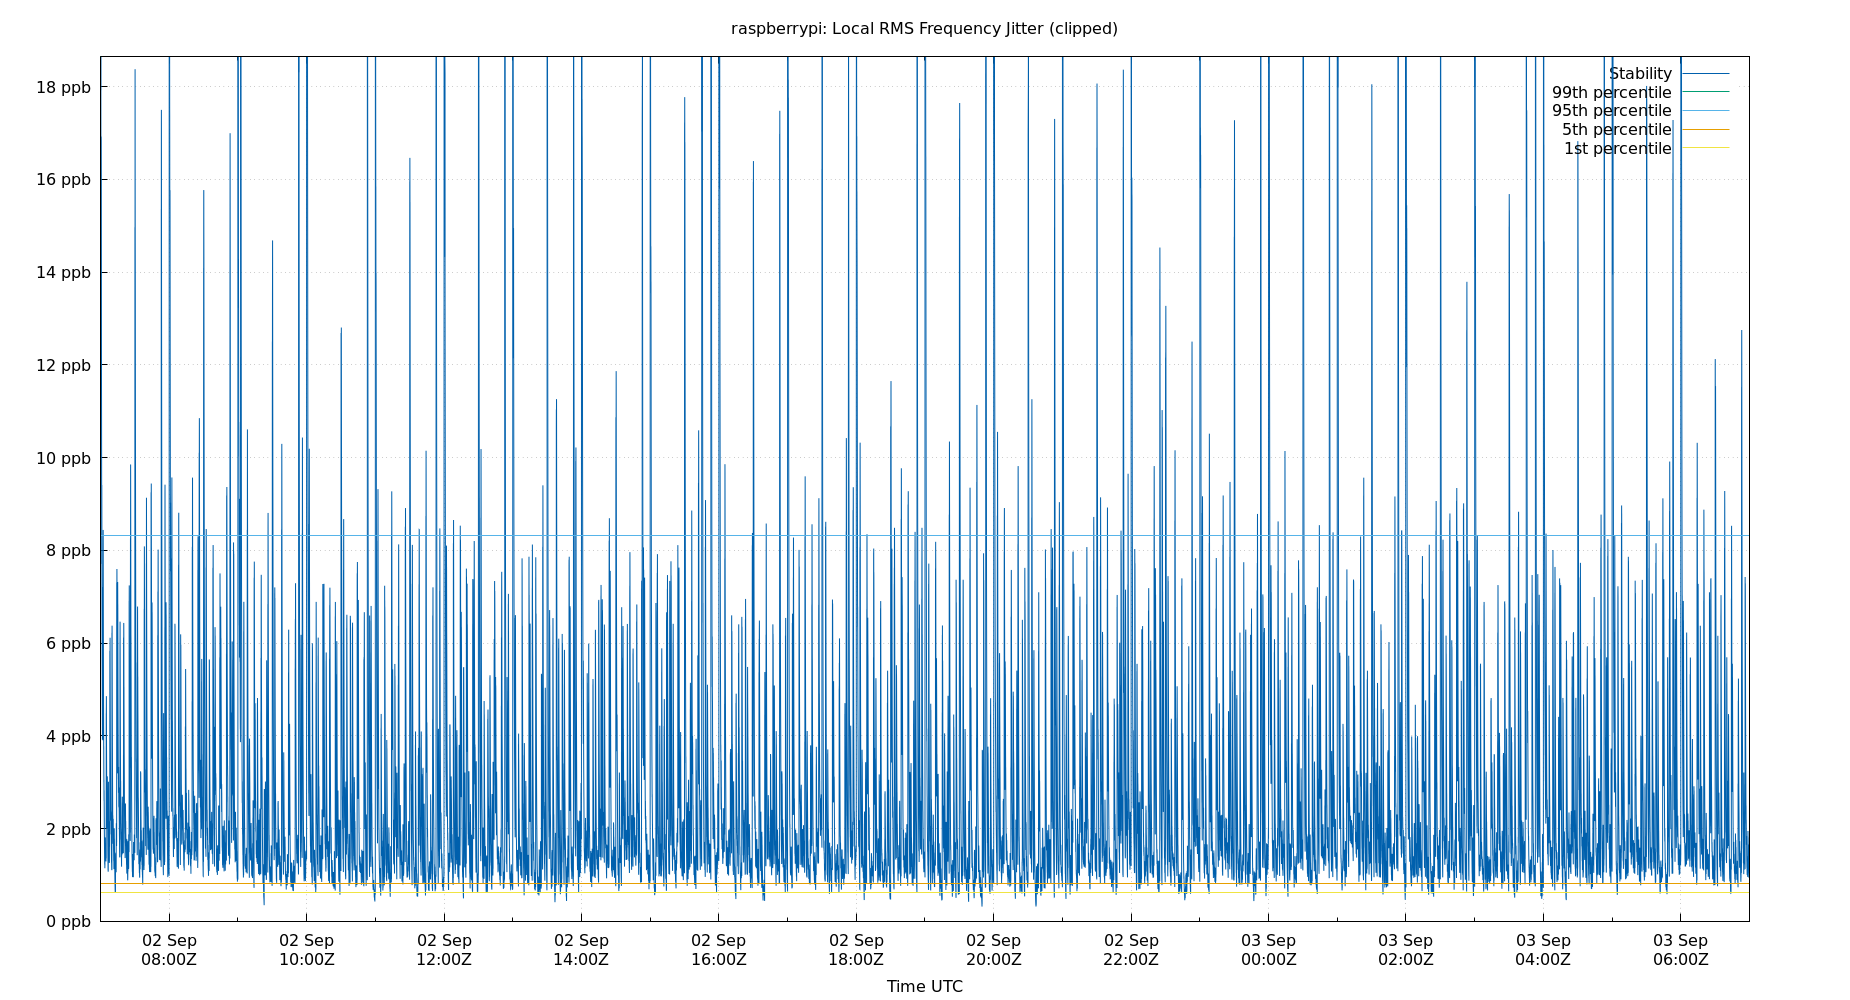 raspberrypi: Local RMS Frequency Jitter (clipped)
18 ppb
16 ppb
14 ppb
12 ppb
10 ppb
8 ppb
6 ppb
4 ppb
2 ppb
0 ppb
Stability
99th percentile
95th percentile
5th percentile
1st percentile
02 Sep 02 Sep 02 Sep 02 Sep 02 Sep 02 Sep 02 Sep 02 Sep 03 Sep 03 Sep 03 Sep 03 Sep
08:00Z 10:00Z 12:00Z 14:00Z 16:00Z 18:00Z 20:00Z 22:00Z 00:00Z 02:00Z 04:00Z 06:00Z
Time UTC